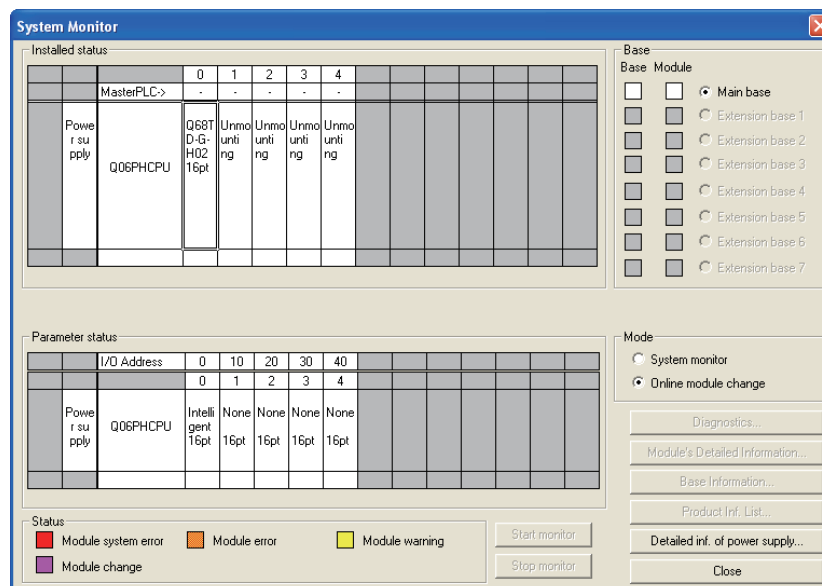 System Monitor
Installed status
0 1 2 3 4
MasterPLC-> - - - - -
Powe
r su
pply
Q06PHCPU
Q68T
D-G-
H02
16pt
Unmo
unti
ng
Unmo
unti
ng
Unmo
unti
ng
Unmo
unti
ng
Base
Base Module
Main base
Extension base 1
Extension base 2
Extension base 3
Extension base 4
Extension base 5
Extension base 6
Extension base 7
Parameter status
I/O Address 0 10 20 30 40
0 1 2 3 4
Powe
r su
pply
Q06PHCPU
Intelli
gent
16pt
None
16pt
None
16pt
None
16pt
None
16pt
Mode
System monitor
Online module change
Diagnostics...
Module's Detailed Information...
Base Information...
Product Inf. List...
Detailed inf. of power supply...
Close
Status
Module system error
Module error
Module warning
Module change
Start monitor
Stop monitor